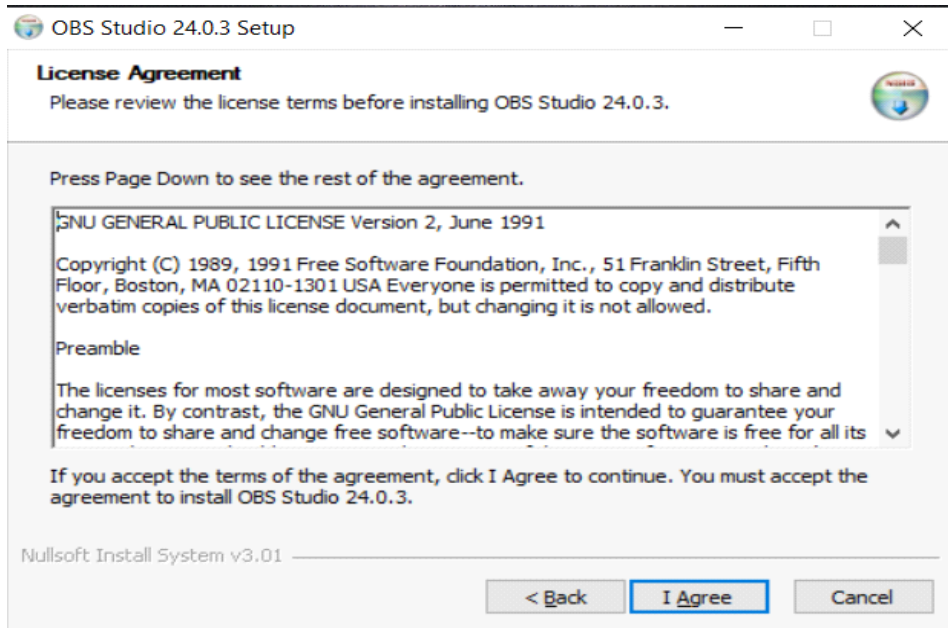 OBS Studio 24.0.3 Setup
License Agreement
Please review the license terms before installing OBS Studio 24.0.3.
Press Page Down to see the rest of the agreement.
GNU GENERAL PUBLIC LICENSE Version 2, June 1991
Copyright (C) 1989, 1991 Free Software Foundation, Inc., 51 Franklin Street, Fifth
Floor, Boston, MA 02110-1301 USA Everyone is permitted to copy and distribute
verbatim copies of this license document, but changing it is not allowed.
Preamble
The licenses for most software are designed to take away your freedom to share and
change it. By contrast, the GNU General Public License is intended to guarantee your
freedom to share and change free software--to make sure the software is free for all its
If you accept the terms of the agreement, click I Agree to continue. You must accept the
agreement to install OBS Studio 24.0.3.
Nullsoft Install System v3.01
< Back
I Agree
Cancel